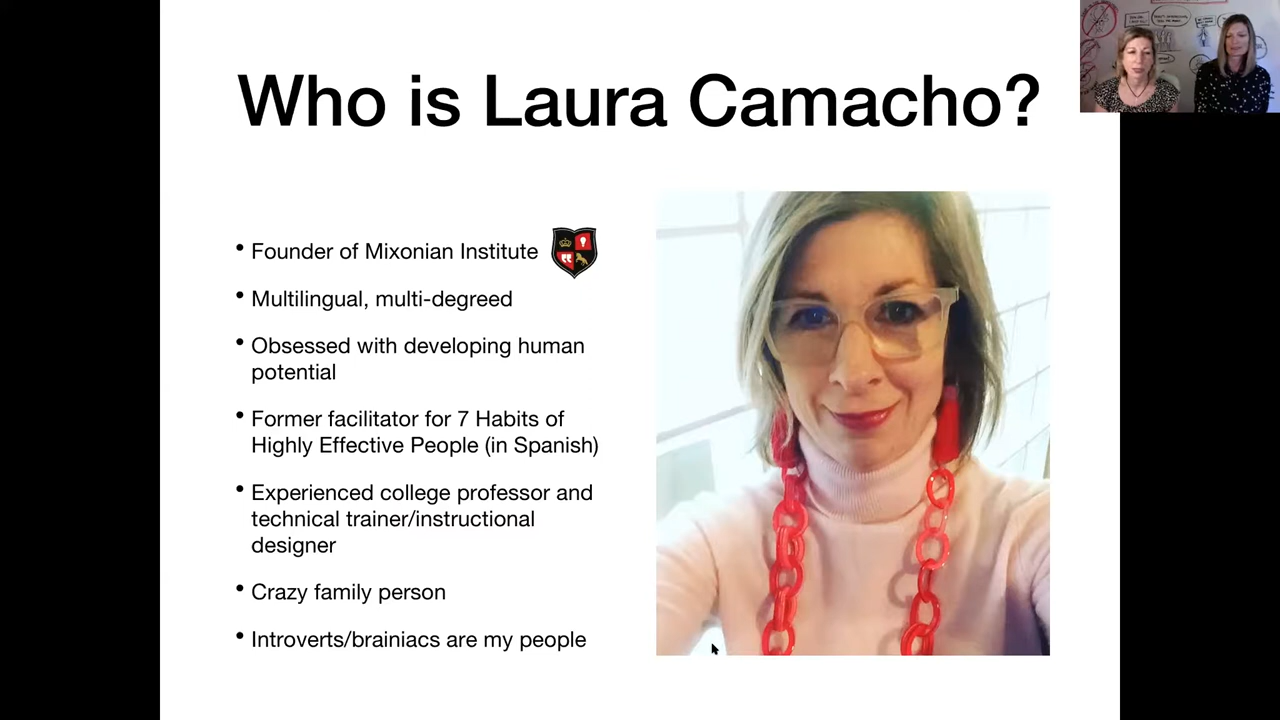 Who is Laura Camacho?
• Founder of Mixonian Institute
• Multilingual, multi-degreed
• Obsessed with developing human
potential
• Former facilitator for 7 Habits of
Highly Effective People (in Spanish)
• Experienced college professor and
technical trainer/instructional
designer
• Crazy family person
• Introverts/brainiacs are my people